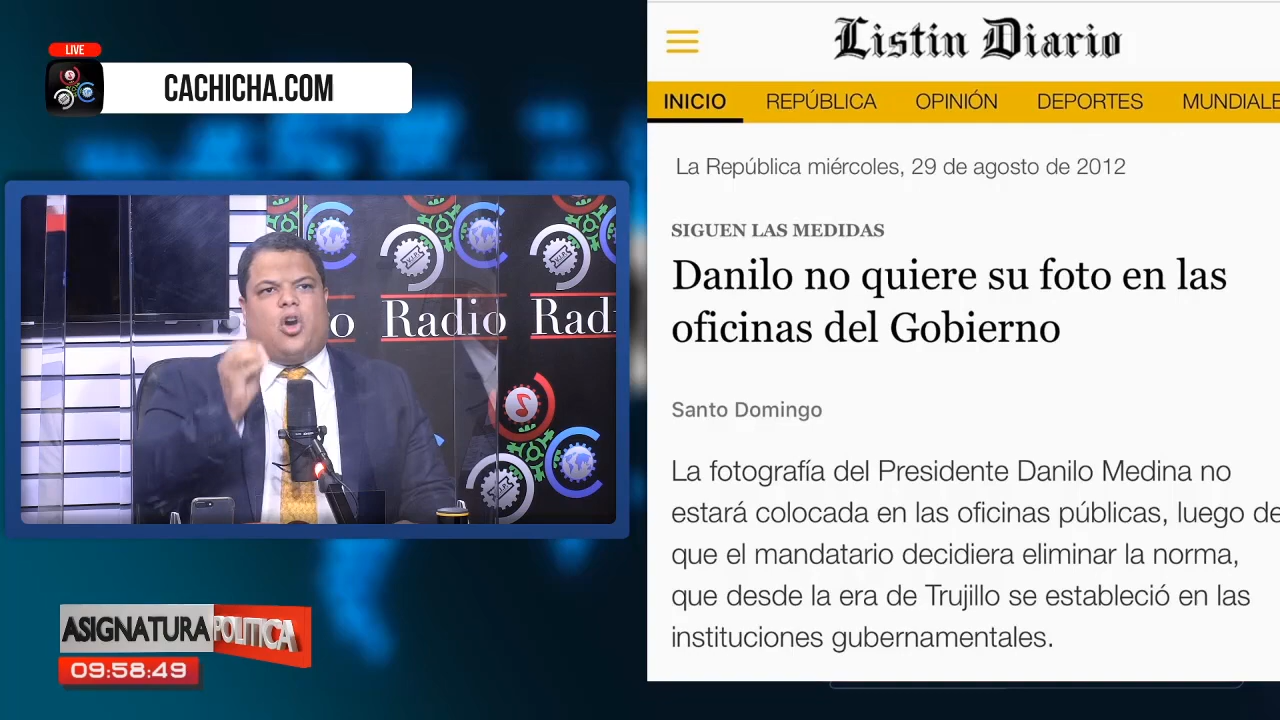 LIVE
CACHICHA.COM
Radio
Rad
V.I.P
ASIGNATURA POLITICA
09:58:49
Listin Diario
INICIO REPÚBLICA OPINIÓN DEPORTES MUNDIALE
La República miércoles, 29 de agosto de 2012
SIGUEN LAS MEDIDAS
Danilo no quiere su foto en las
oficinas del Gobierno
Santo Domingo
La fotografía del Presidente Danilo Medina no
estará colocada en las oficinas públicas, luego de
que el mandatario decidiera eliminar la norma,
que desde la era de Trujillo se estableció en las
instituciones gubernamentales.